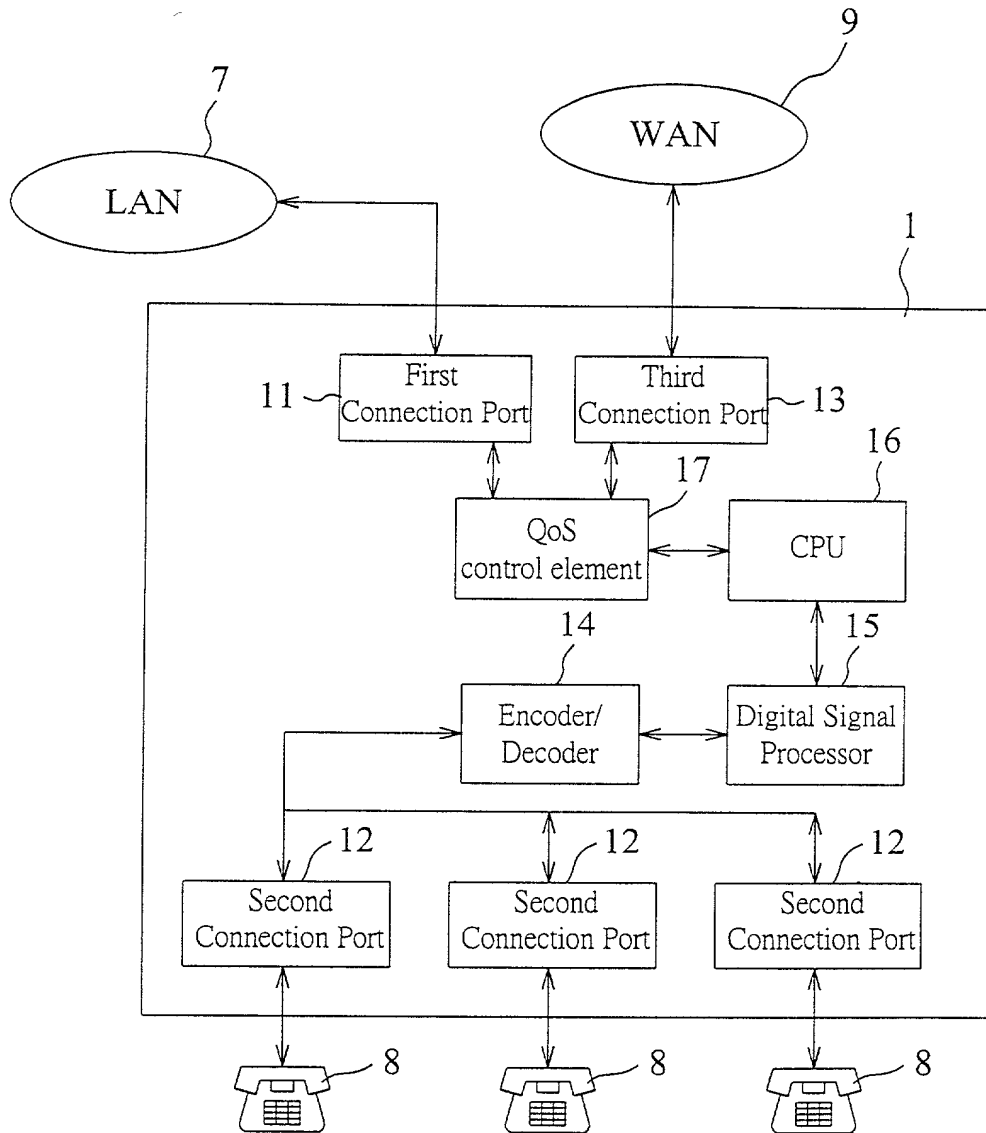 9
7
WAN
LAN
1
First
Connection Port
11
Third
Connection Port
13
16
17
QoS
control element
CPU
14
15
Encoder/
Decoder
Digital Signal
Processor
12
12
12
Second
Connection Port
Second
Connection Port
Second
Connection Port
8
8
8